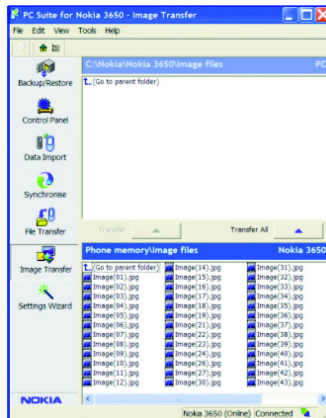 PC Suite for Nokia 3650 - Image Transfer
File Edit View Tools Help
C:\Nokia\Nokia 3650\Image files PC
(Go to parent folder)
Backup/Restore
Control Panel
Data Import
Synchronise
File Transfer
Image Transfer
Settings Wizard
Transfer Transfer All
Phone memory\Image files Nokia 3650
(Go to parent folder) Image(14).jpg Image(31).jpg
Image(01).jpg Image(15).jpg Image(32).jpg
Image(02).jpg Image(16).jpg Image(33).jpg
Image(03).jpg Image(17).jpg Image(34).jpg
Image(04).jpg Image(18).jpg Image(35).jpg
Image(05).jpg Image(19).jpg Image(36).jpg
Image(06).jpg Image(21).jpg Image(37).jpg
Image(07).jpg Image(22).jpg Image(38).jpg
Image(08).jpg Image(23).jpg Image(39).jpg
Image(09).jpg Image(24).jpg Image(40).jpg
Image(10).jpg Image(26).jpg Image(41).jpg
Image(11).jpg Image(27).jpg Image(42).jpg
Image(12).jpg Image(30).jpg Image(43).jpg
NOKIA
Nokia 3650 (Online) Connected